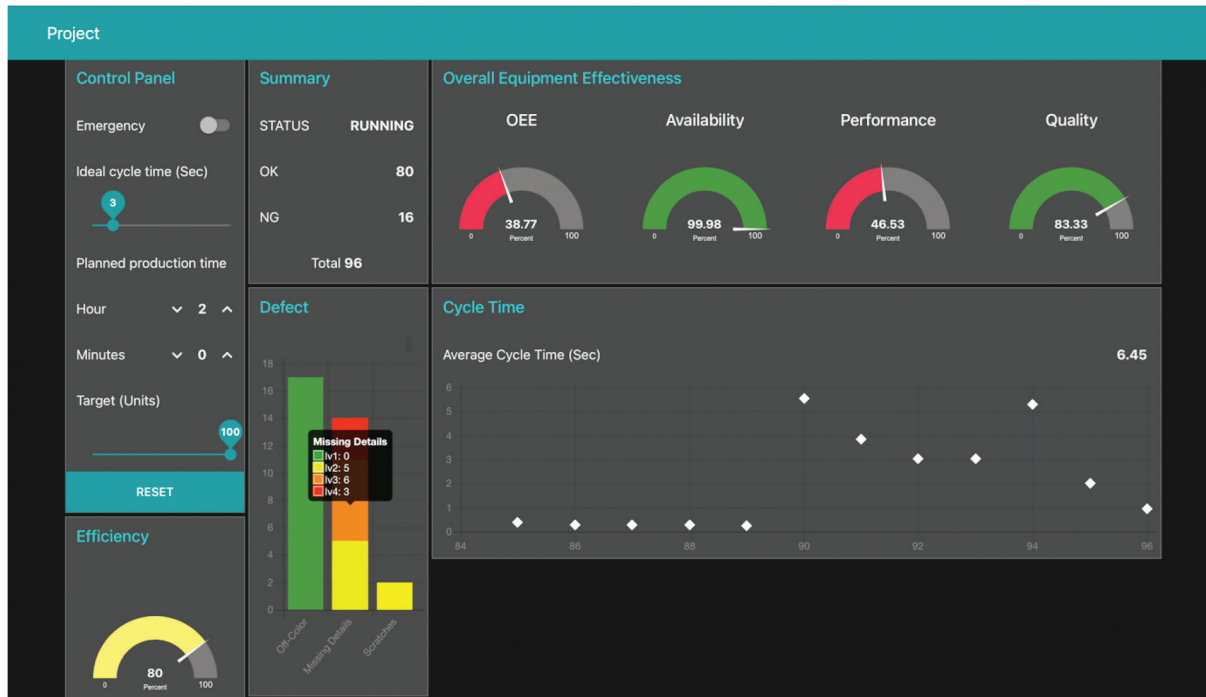 Project
Control Panel
Emergency
Ideal cycle time (Sec)
3
Planned production time
Hour 2
Minutes 0
Target (Units)
100
RESET
Efficiency
80
Percent
0 100
Summary
STATUS RUNNING
OK 80
NG 16
Total 96
Defect
18
16
14
12
10
8
6
4
2
0
Missing Details
lv1: 0
lv2: 5
lv3: 6
lv4: 3
Off-Color Missing Details Scratches
Overall Equipment Effectiveness
OEE Availability Performance Quality
38.77 99.98 46.53 83.33
Percent Percent Percent Percent
0 100 0 100 0 100 0 100
Cycle Time
Average Cycle Time (Sec) 6.45
6
5
4
3
2
1
0
84 86 88 90 92 94 96